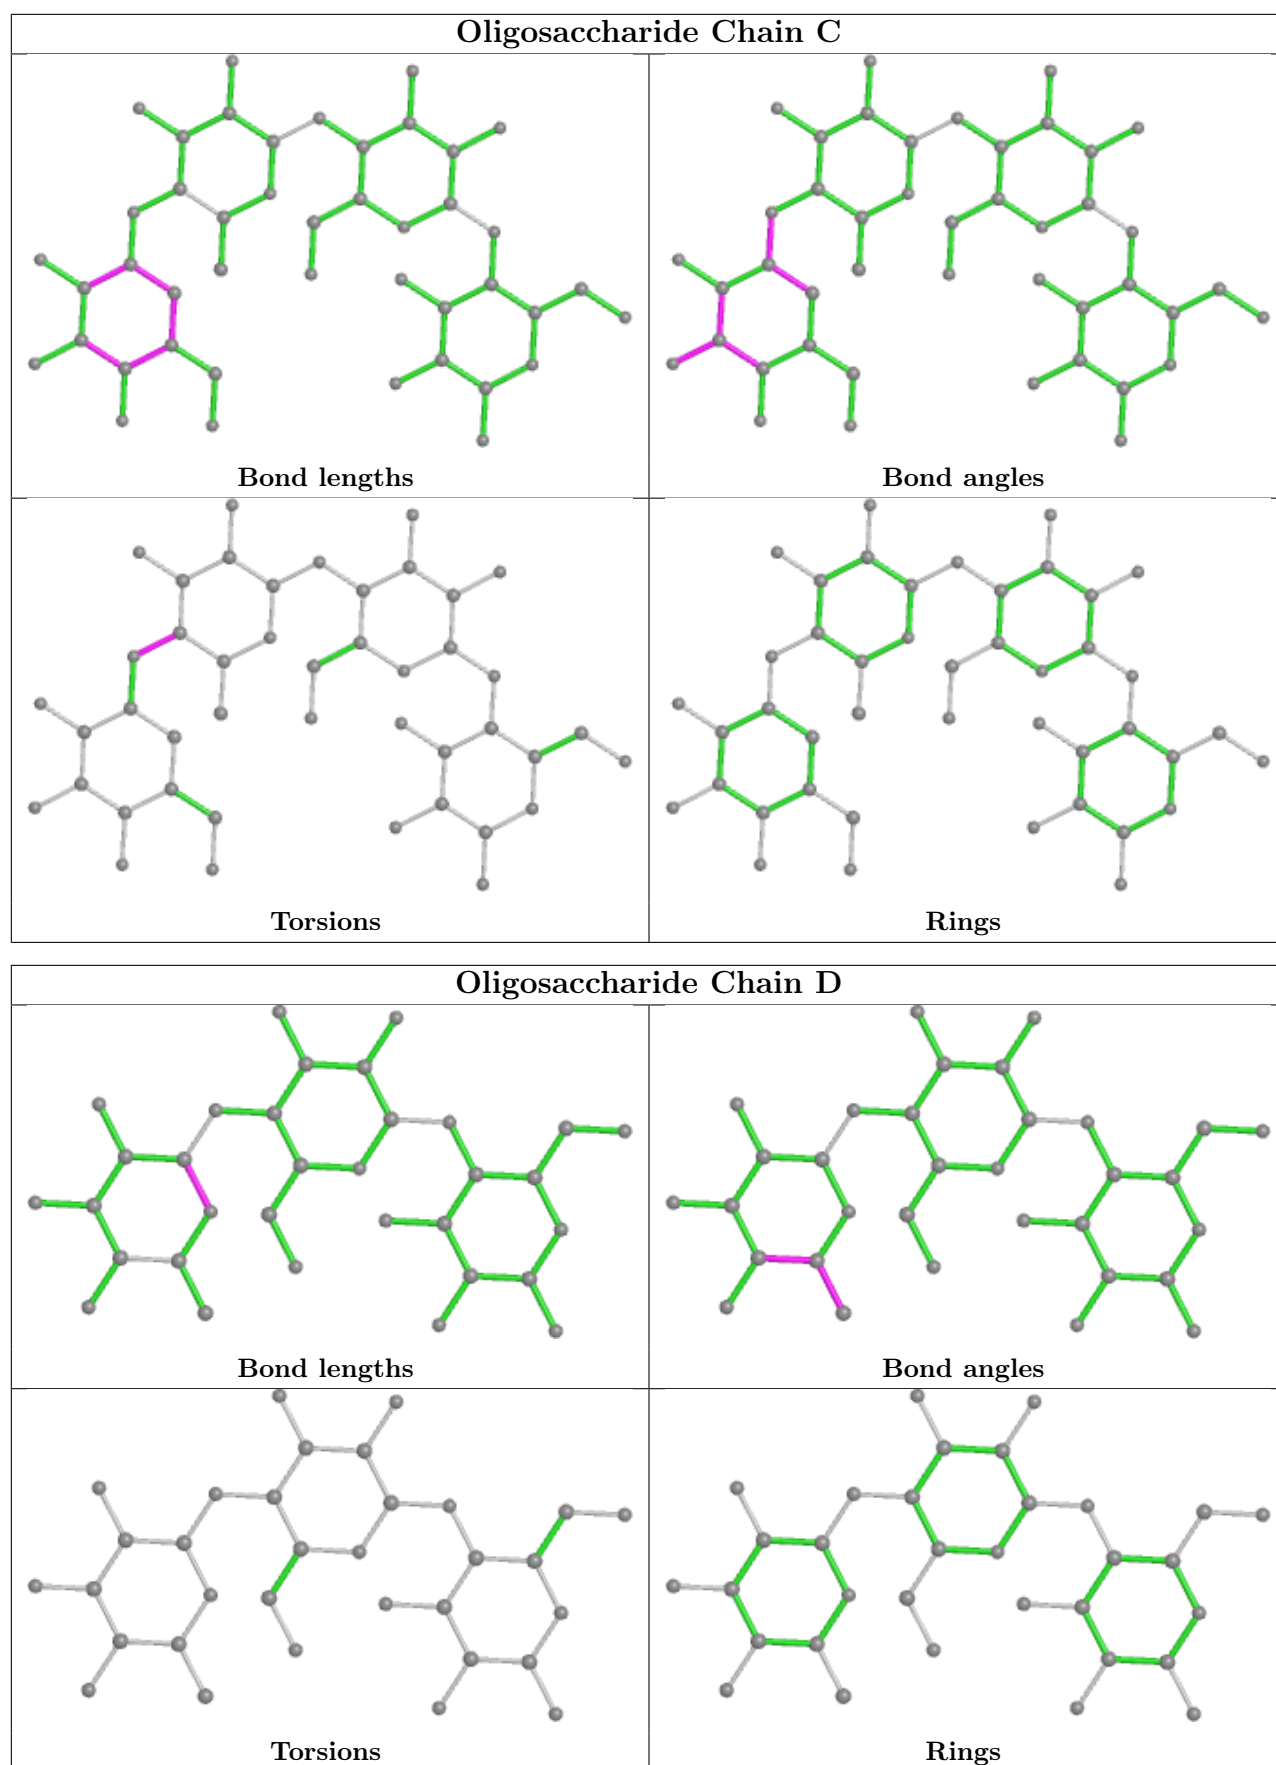 Oligosaccharide Chain C
Bond lengths
Bond angles
Torsions
Rings
Oligosaccharide Chain D
Bond lengths
Bond angles
Torsions
Rings